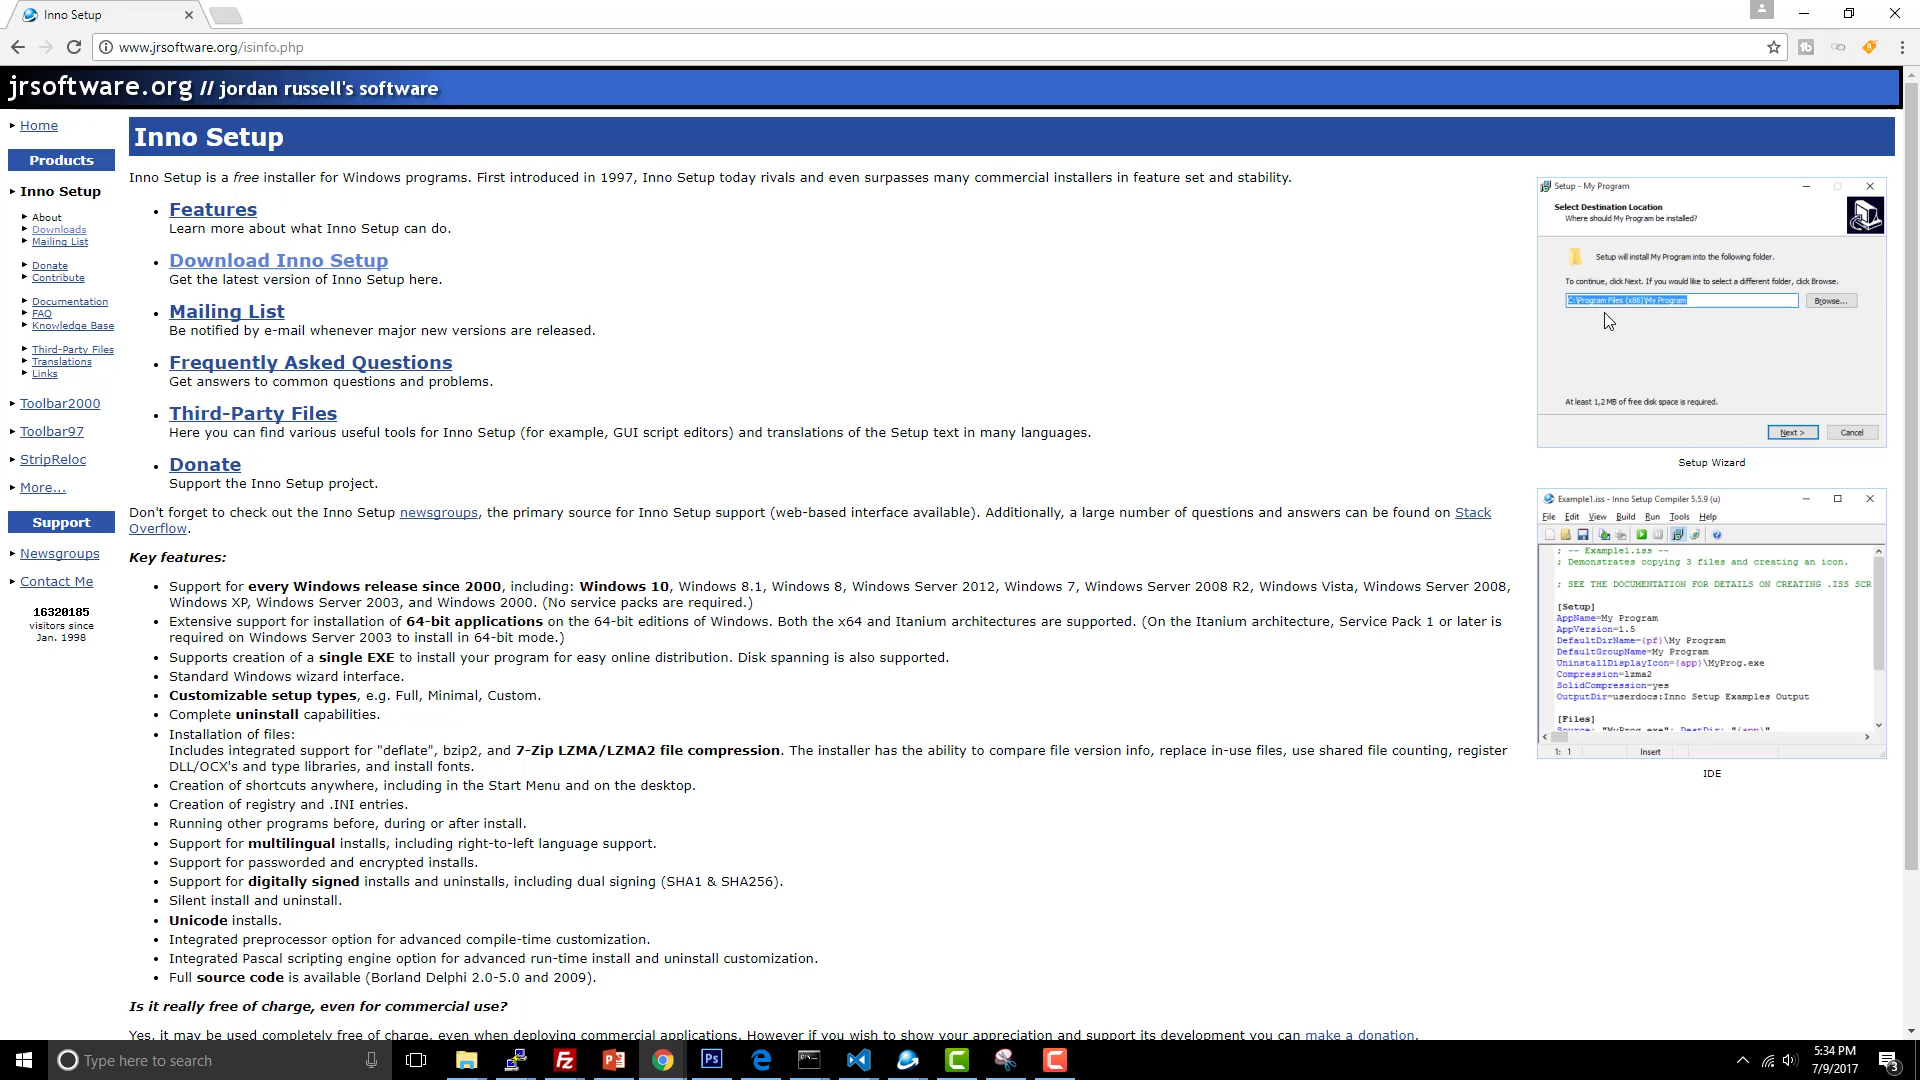 Inno Setup
www.jrsoftware.org/isinfo.php
jrsoftware.org // jordan russell's software
Home
Products
Inno Setup
About
Downloads
Mailing List
Donate
Contribute
Documentation
FAQ
Knowledge Base
Third-Party Files
Translations
Links
Toolbar2000
Toolbar97
StripReloc
More...
Support
Newsgroups
Contact Me
16320185
visitors since
Jan. 1998
Inno Setup
Inno Setup is a free installer for Windows programs. First introduced in 1997, Inno Setup today rivals and even surpasses many commercial installers in feature set and stability.
Features
Learn more about what Inno Setup can do.
Download Inno Setup
Get the latest version of Inno Setup here.
Mailing List
Be notified by e-mail whenever major new versions are released.
Frequently Asked Questions
Get answers to common questions and problems.
Third-Party Files
Here you can find various useful tools for Inno Setup (for example, GUI script editors) and translations of the Setup text in many languages.
Donate
Support the Inno Setup project.
Don't forget to check out the Inno Setup newsgroups, the primary source for Inno Setup support (web-based interface available). Additionally, a large number of questions and answers can be found on Stack
Overflow.
Key features:
Support for every Windows release since 2000, including: Windows 10, Windows 8.1, Windows 8, Windows Server 2012, Windows 7, Windows Server 2008 R2, Windows Vista, Windows Server 2008,
Windows XP, Windows Server 2003, and Windows 2000. (No service packs are required.)
Extensive support for installation of 64-bit applications on the 64-bit editions of Windows. Both the x64 and Itanium architectures are supported. (On the Itanium architecture, Service Pack 1 or later is
required on Windows Server 2003 to install in 64-bit mode.)
Supports creation of a single EXE to install your program for easy online distribution. Disk spanning is also supported.
Standard Windows wizard interface.
Customizable setup types, e.g. Full, Minimal, Custom.
Complete uninstall capabilities.
Installation of files:
Includes integrated support for "deflate", bzip2, and 7-Zip LZMA/LZMA2 file compression. The installer has the ability to compare file version info, replace in-use files, use shared file counting, register
DLL/OCX's and type libraries, and install fonts.
Creation of shortcuts anywhere, including in the Start Menu and on the desktop.
Creation of registry and .INI entries.
Running other programs before, during or after install.
Support for multilingual installs, including right-to-left language support.
Support for passworded and encrypted installs.
Support for digitally signed installs and uninstalls, including dual signing (SHA1 & SHA256).
Silent install and uninstall.
Unicode installs.
Integrated preprocessor option for advanced compile-time customization.
Integrated Pascal scripting engine option for advanced run-time install and uninstall customization.
Full source code is available (Borland Delphi 2.0-5.0 and 2009).
Is it really free of charge, even for commercial use?
Yes, it may be used completely free of charge, even when deploying commercial applications. However if you wish to show your appreciation and support its development you can make a donation.
Setup - My Program
Select Destination Location
Where should My Program be installed?
Setup will install My Program into the following folder.
To continue, click Next. If you would like to select a different folder, click Browse.
C:\Program Files (x86)\My Program
Browse...
At least 1,2 MB of free disk space is required.
Next >
Cancel
Setup Wizard
Example1.iss - Inno Setup Compiler 5.5.9 (u)
File Edit View Build Run Tools Help
; -- Example1.iss --
; Demonstrates copying 3 files and creating an icon.
; SEE THE DOCUMENTATION FOR DETAILS ON CREATING .ISS SCR
[Setup]
AppName=My Program
AppVersion=1.5
DefaultDirName={pf}\My Program
DefaultGroupName=My Program
UninstallDisplayIcon={app}\MyProg.exe
Compression=lzma2
SolidCompression=yes
OutputDir=userdocs:Inno Setup Examples Output
[Files]
Source: "MyProg.exe"; DestDir: "{app}"
1: 1
Insert
IDE
Type here to search
5:34 PM
7/9/2017
3